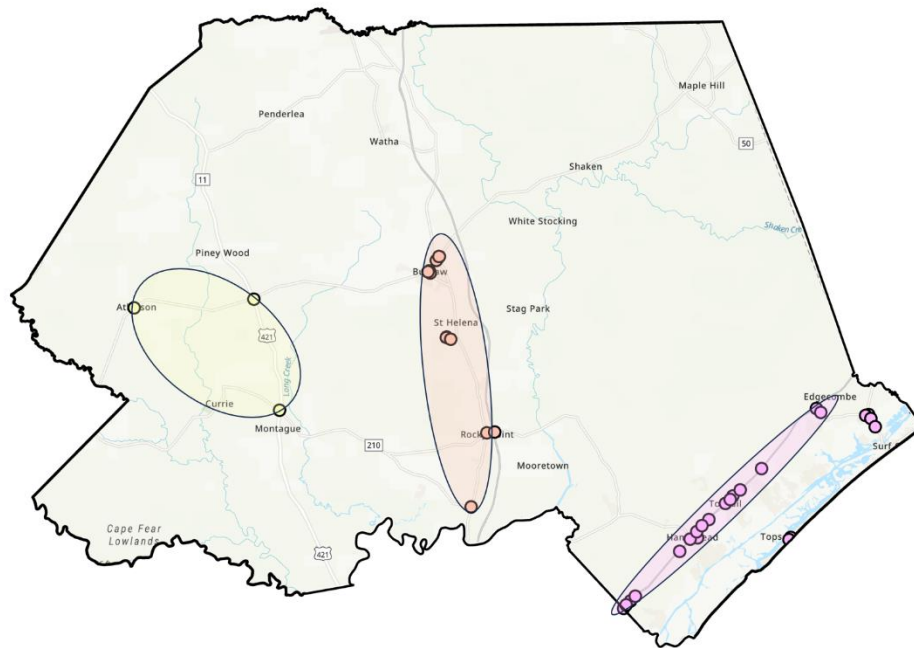 Maple Hill
Penderlea
Watha
50
Shaken
11
White Stocking
Shaken Cre
Piney Wood
Stag Park
St Helena
421
Long Creek
Edgecombe
Currie
Montague
210
Surf
Mooretown
Cape Fear
Lowlands
421
Tops